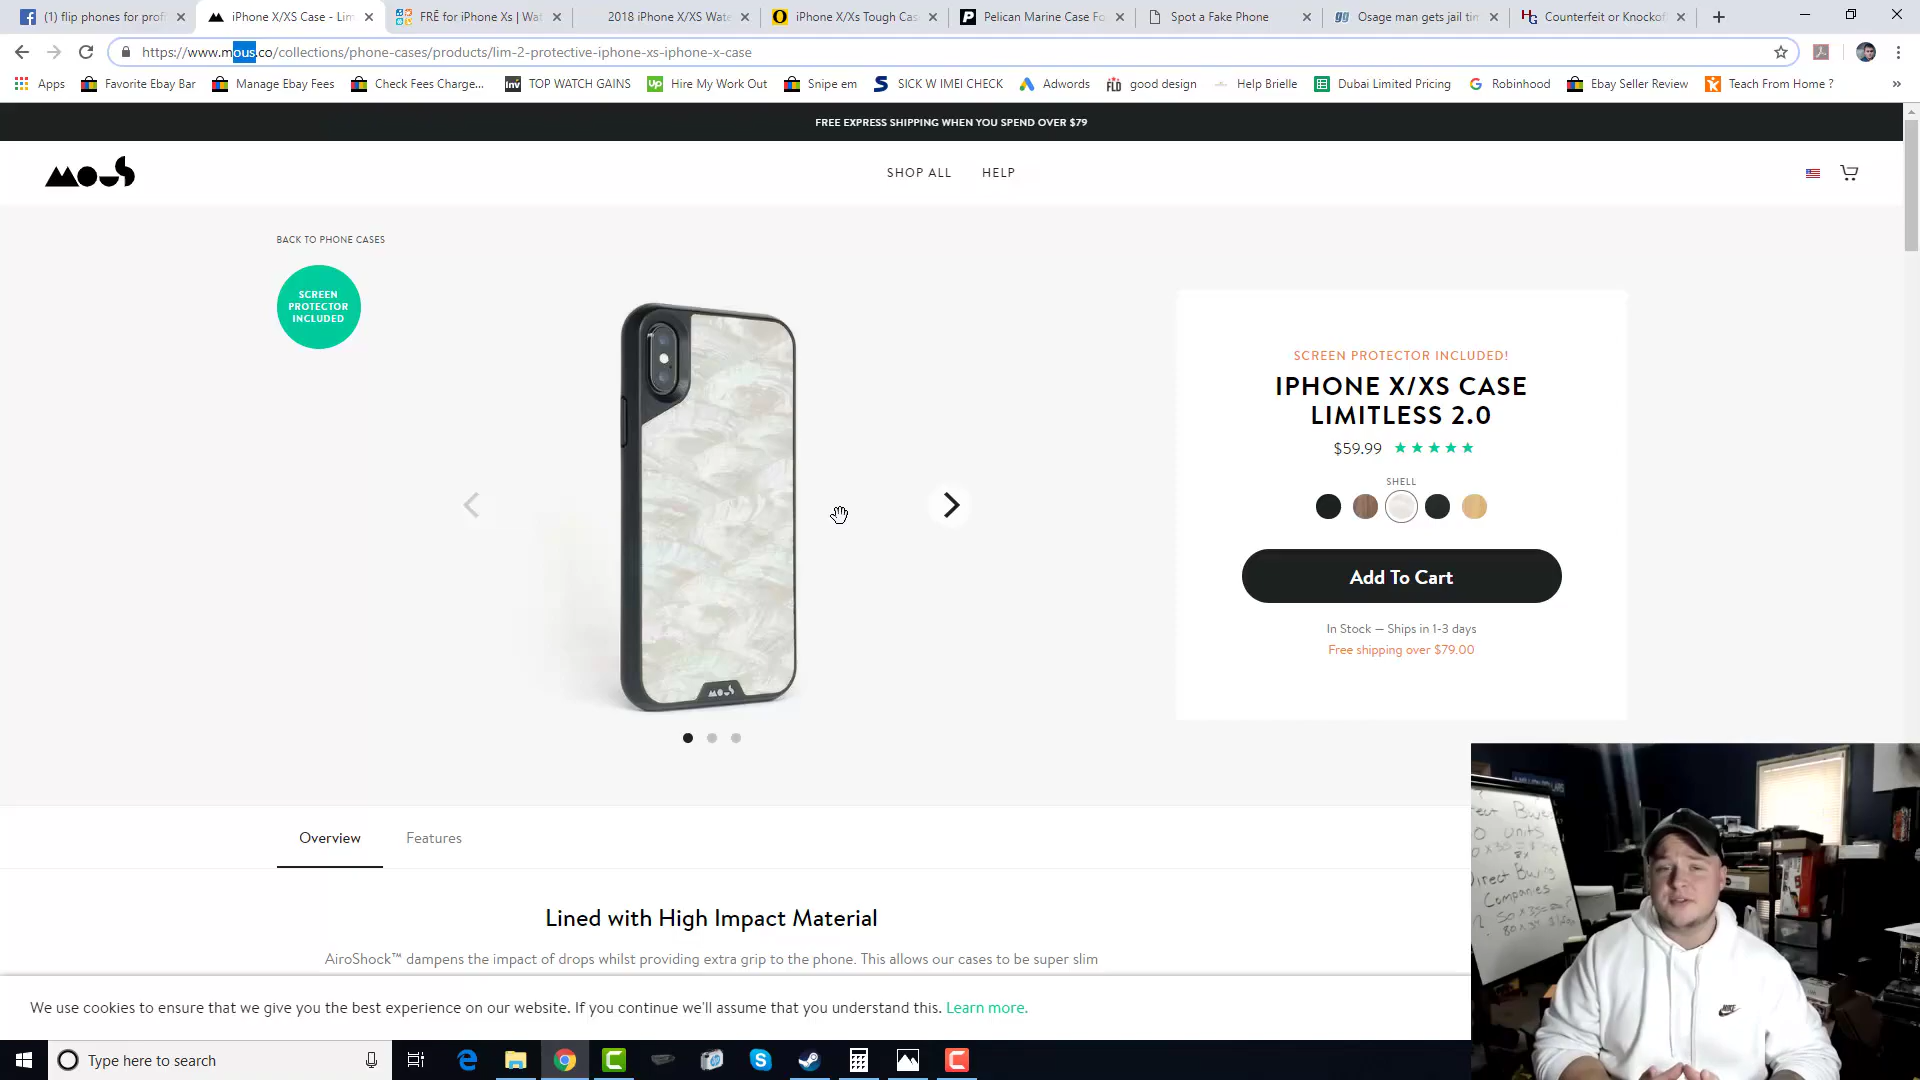 (1) flip phones for profi
iPhone X/XS Case - Lim
FRĒ for iPhone Xs | Wat
2018 iPhone X/XS Wate
iPhone X/Xs Tough Cas
Pelican Marine Case Fo
Spot a Fake Phone
Osage man gets jail tim
Counterfeit or Knockof
https://www.mous.co/collections/phone-cases/products/lim-2-protective-iphone-xs-iphone-x-case
Apps
Favorite Ebay Bar
Manage Ebay Fees
Check Fees Charge...
TOP WATCH GAINS
Hire My Work Out
Snipe em
SICK W IMEI CHECK
Adwords
good design
Help Brielle
Dubai Limited Pricing
Robinhood
Ebay Seller Review
Teach From Home ?
FREE EXPRESS SHIPPING WHEN YOU SPEND OVER $79
MOUS
SHOP ALL
HELP
BACK TO PHONE CASES
SCREEN
PROTECTOR
INCLUDED
SCREEN PROTECTOR INCLUDED!
IPHONE X/XS CASE
LIMITLESS 2.0
$59.99
SHELL
Add To Cart
In Stock — Ships in 1-3 days
Free shipping over $79.00
MOUS
Overview
Features
Lined with High Impact Material
AiroShock™ dampens the impact of drops whilst providing extra grip to the phone. This allows our cases to be super slim
We use cookies to ensure that we give you the best experience on our website. If you continue we'll assume that you understand this. Learn more.
Type here to search
units
Direct Buying
Companies